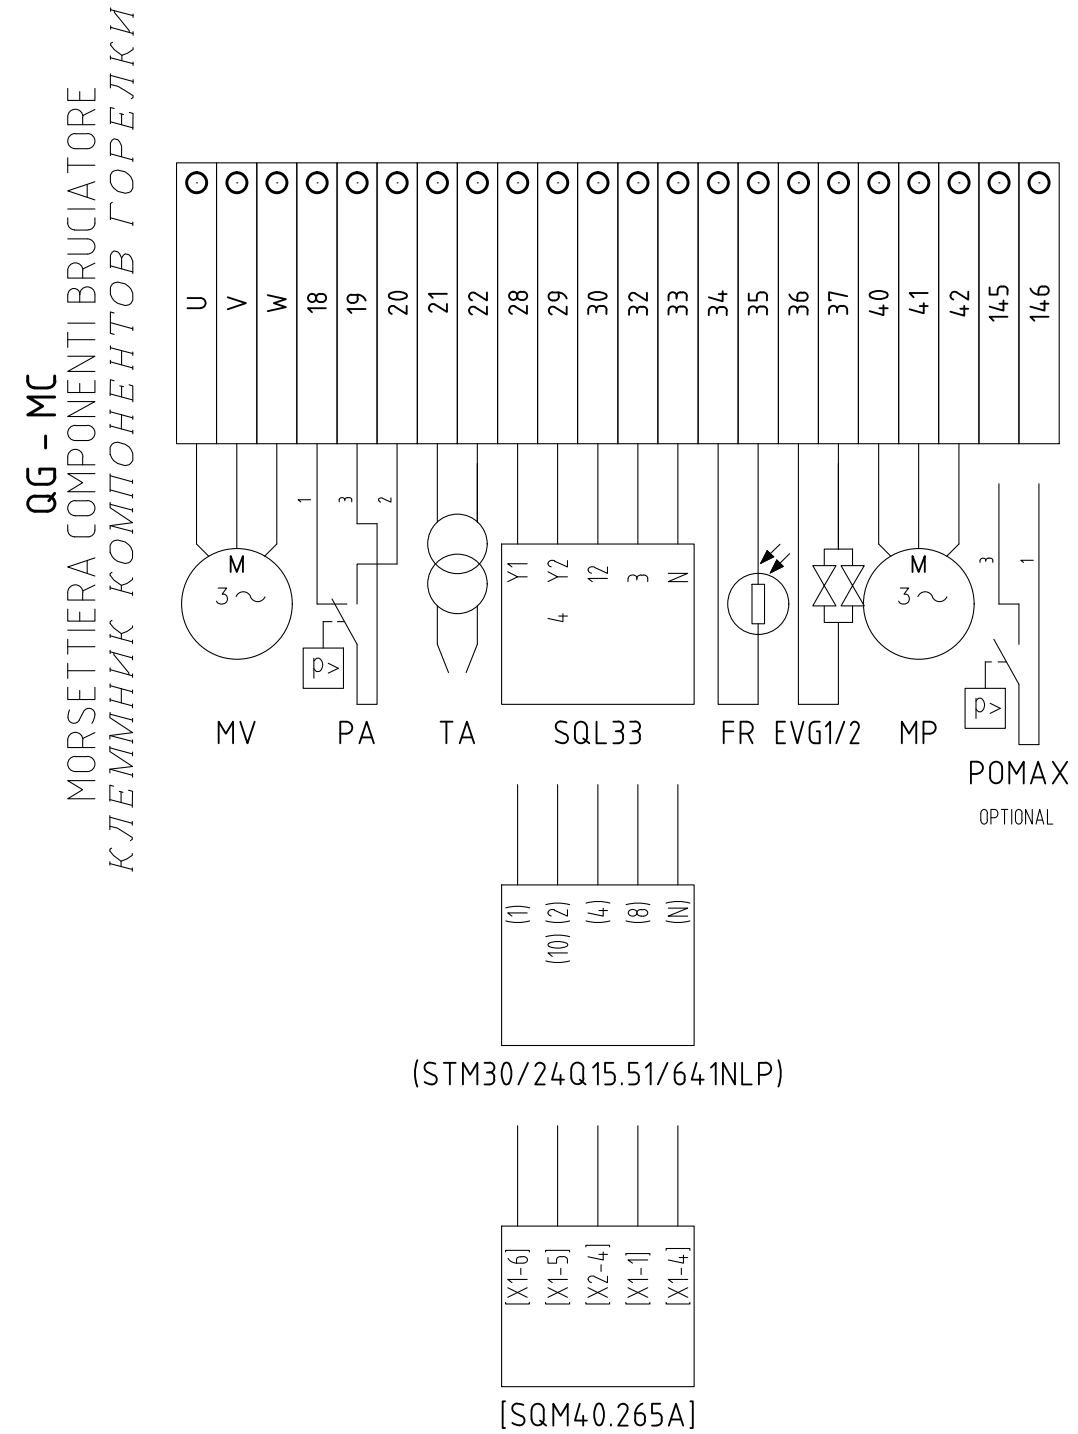 QG - MC
MORSETTIERA COMPONENTI BRUCIATORE
КЛЕММНИК КОМПОНЕНТОВ ГОРЕЛКИ
U V W 18 19 20 21 22 28 29 30 32 33 34 35 36 37 40 41 42 145 146
1 3 2
3 1
M M
3~ 3~
Y1 Y2 12 3 N
4
p>
p>
MV PA TA SQL33 FR EVG1/2 MP
POMAX
OPTIONAL
(1) (2) (4) (8) (N)
(10)
(STM30/24Q15.51/641NLP)
[X1-6] [X1-5] [X2-4] [X1-1] [X1-4]
[SQM40.265A]